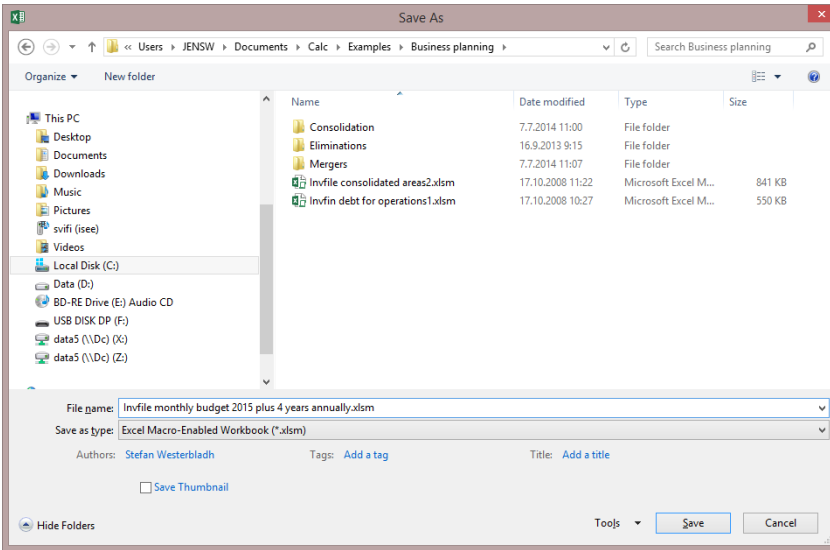 Save As
« Users Jensw Documents Calc Examples Business planning Search Business planning
Organize New folder
Name Date modified Type Size
This PC
Desktop
Documents
Downloads
Music
Pictures
svifi (isee)
Videos
Local Disk (C:)
Data (D:)
BD-RE Drive (E:) Audio CD
USB DISK DP (F:)
data5 (\\Dc) (X:)
data5 (\\Dc) (Z:)
Consolidation 7.7.2014 11:00 File folder
Eliminations 16.9.2013 9:15 File folder
Mergers 7.7.2014 11:07 File folder
Invfile consolidated areas2.xlsm 17.10.2008 11:22 Microsoft Excel M... 841 KB
Invfin debt for operations1.xlsm 17.10.2008 10:27 Microsoft Excel M... 550 KB
File name: Invfile monthly budget 2015 plus 4 years annually.xlsm
Save as type: Excel Macro-Enabled Workbook (*.xlsm)
Authors: Stefan Westerbladh Tags: Add a tag Title: Add a title
Save Thumbnail
Hide Folders Tools Save Cancel